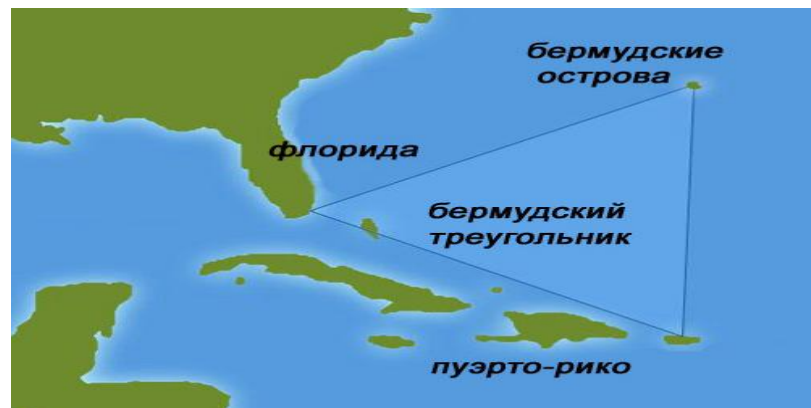 бермудские
острова
флорида
бермудский
треугольник
пуэрто-рико